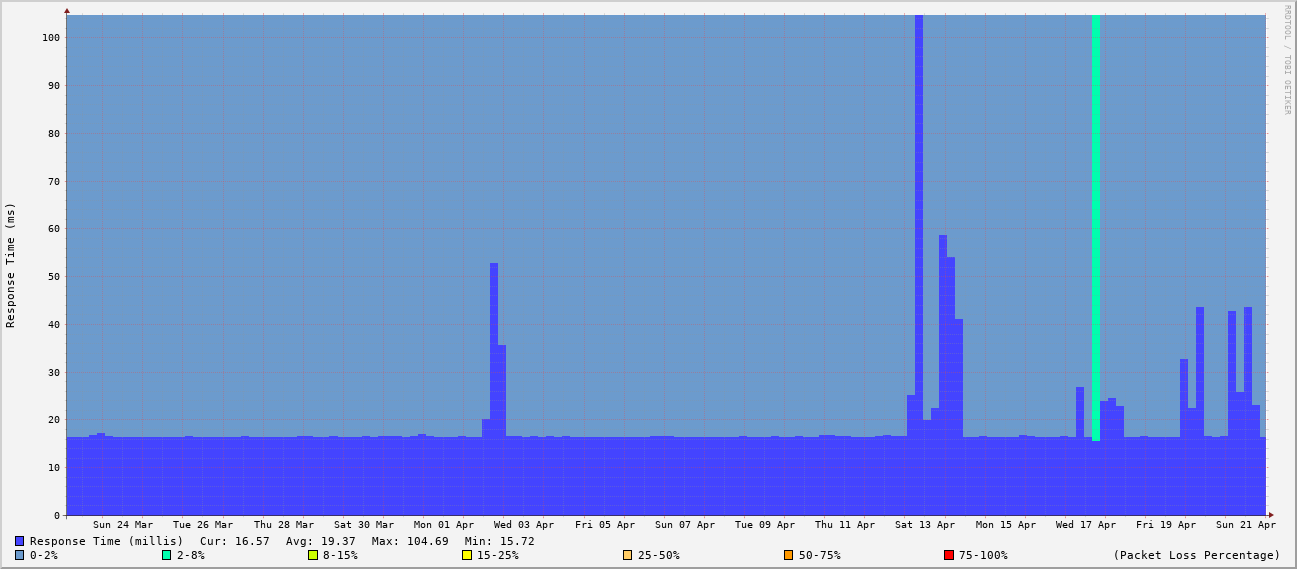 RRDTOOL / TOBI OETIKER
Response Time (ms)
100
90
80
70
60
50
40
30
20
10
0
Sun 24 Mar Tue 26 Mar Thu 28 Mar Sat 30 Mar Mon 01 Apr Wed 03 Apr Fri 05 Apr Sun 07 Apr Tue 09 Apr Thu 11 Apr Sat 13 Apr Mon 15 Apr Wed 17 Apr Fri 19 Apr Sun 21 Apr
Response Time (millis) Cur: 16.57 Avg: 19.37 Max: 104.69 Min: 15.72
0-2% 2-8% 8-15% 15-25% 25-50% 50-75% 75-100% (Packet Loss Percentage)